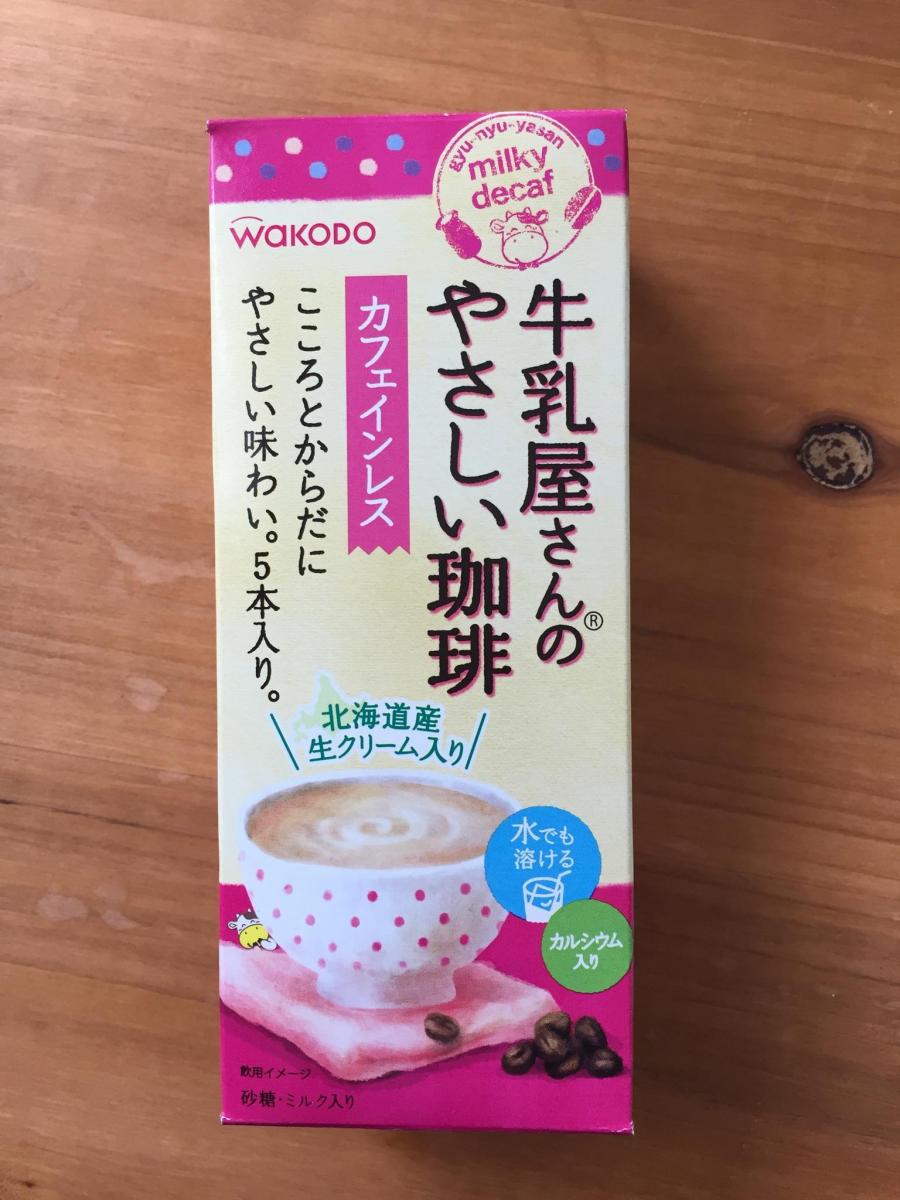 gyu-nyu-yasan
milky
decaf
WAKODO
牛乳屋さんの®
やさしい珈琲
カフェインレス
こころとからだに
やさしい味わい。5本入り。
北海道産
生クリーム入り
水でも
溶ける
カルシウム
入り
飲用イメージ
砂糖・ミルク入り